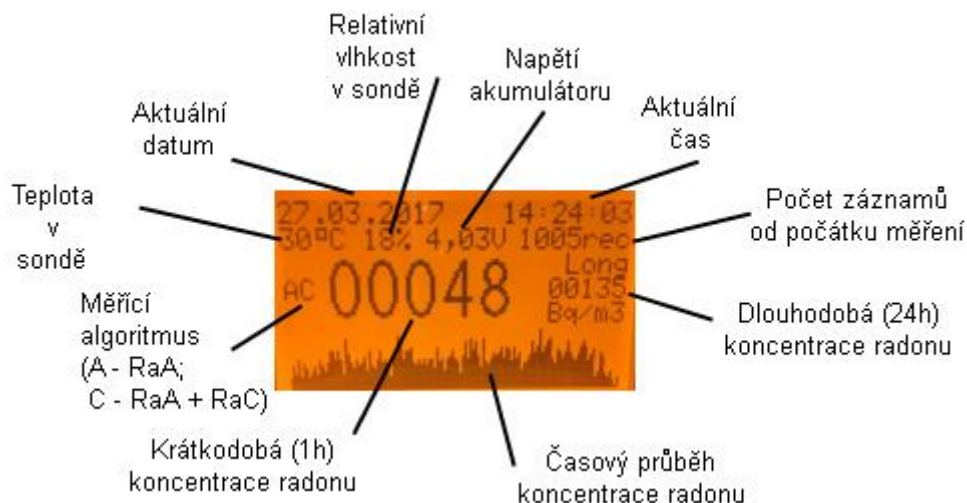 Relativní
vlhkost
v sondě
Napětí
akumulátoru
Aktuální
datum
Aktuální
čas
Teplota
v
sondě
27.03.2017 14:24:03
30ºC 18% 4,03V 1005rec
Long
AC 00048 00135
Bq/m3
Počet záznamů
od počátku měření
Měřící
algoritmus
(A - RaA;
C - RaA + RaC)
Dlouhodobá (24h)
koncentrace radonu
Krátkodobá (1h)
koncentrace radonu
Časový průběh
koncentrace radonu